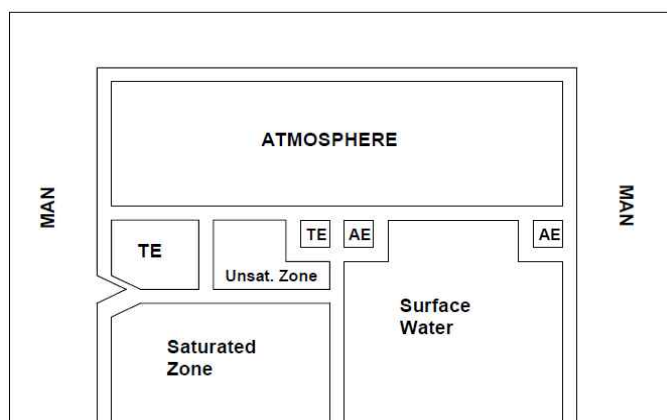 ATMOSPHERE
MAN
MAN
TE
TE
AE
AE
Unsat. Zone
Surface
Water
Saturated
Zone